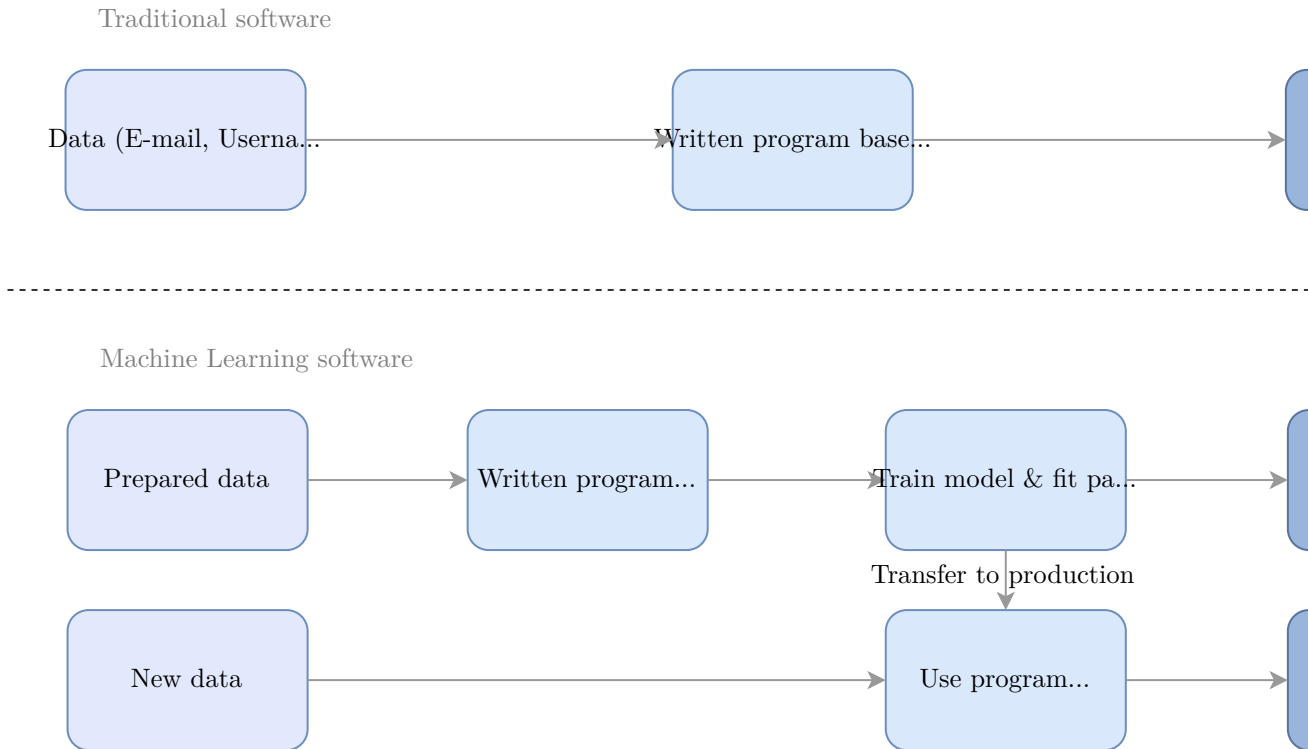 Traditional software
Data (E-mail, Userna...
Written program base...
Machine Learning software
Prepared data
Written program...
Train model & fit pa...
Transfer to production
New data
Use program...